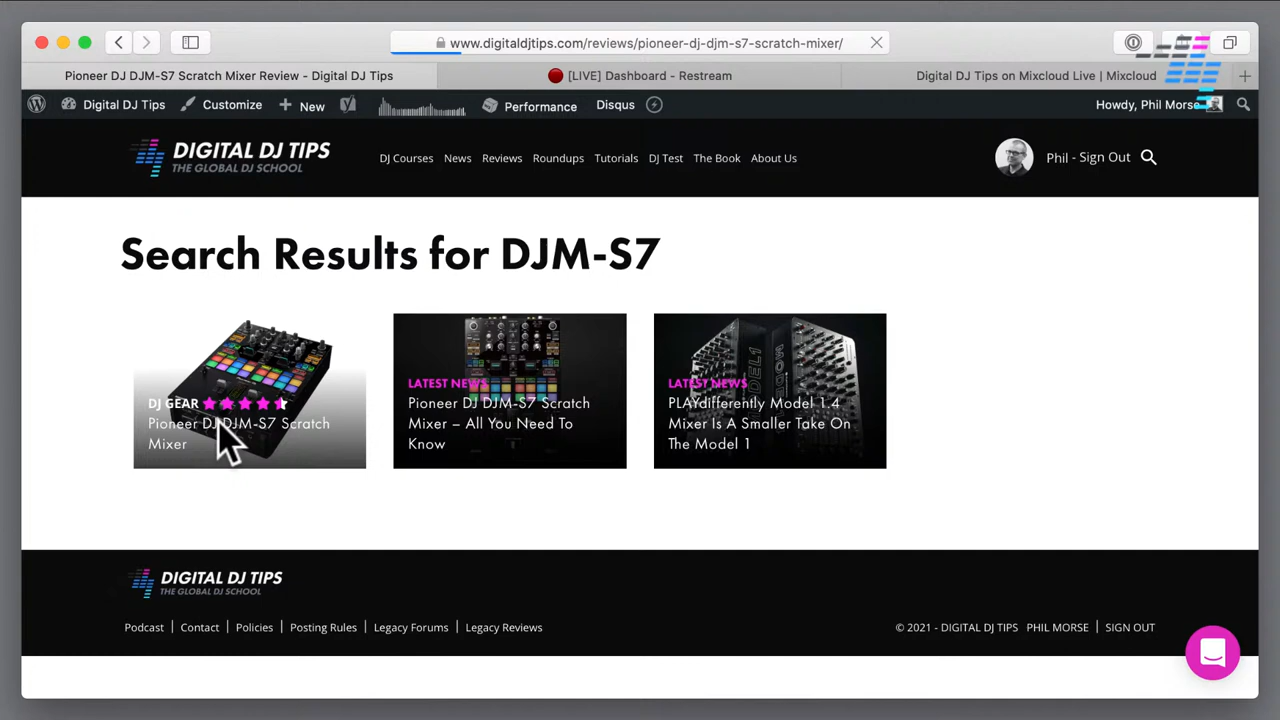 www.digitaldjtips.com/reviews/pioneer-dj-djm-s7-scratch-mixer/
Pioneer DJ DJM-S7 Scratch Mixer Review - Digital DJ Tips
[LIVE] Dashboard - Restream
Digital DJ Tips on Mixcloud Live | Mixcloud
Digital DJ Tips
Customize
New
Performance
Disqus
Howdy, Phil Morse
DIGITAL DJ TIPS
THE GLOBAL DJ SCHOOL
DJ Courses
News
Reviews
Roundups
Tutorials
DJ Test
The Book
About Us
Phil - Sign Out
Search Results for DJM-S7
DJ GEAR
Pioneer DJ DJM-S7 Scratch
Mixer
LATEST NEWS
Pioneer DJ DJM-S7 Scratch
Mixer – All You Need To
Know
MODEL1
LATEST NEWS
PLAYdifferently Model 1.4
Mixer Is A Smaller Take On
The Model 1
DIGITAL DJ TIPS
THE GLOBAL DJ SCHOOL
Podcast | Contact | Policies | Posting Rules | Legacy Forums | Legacy Reviews
© 2021 - DIGITAL DJ TIPS PHIL MORSE | SIGN OUT